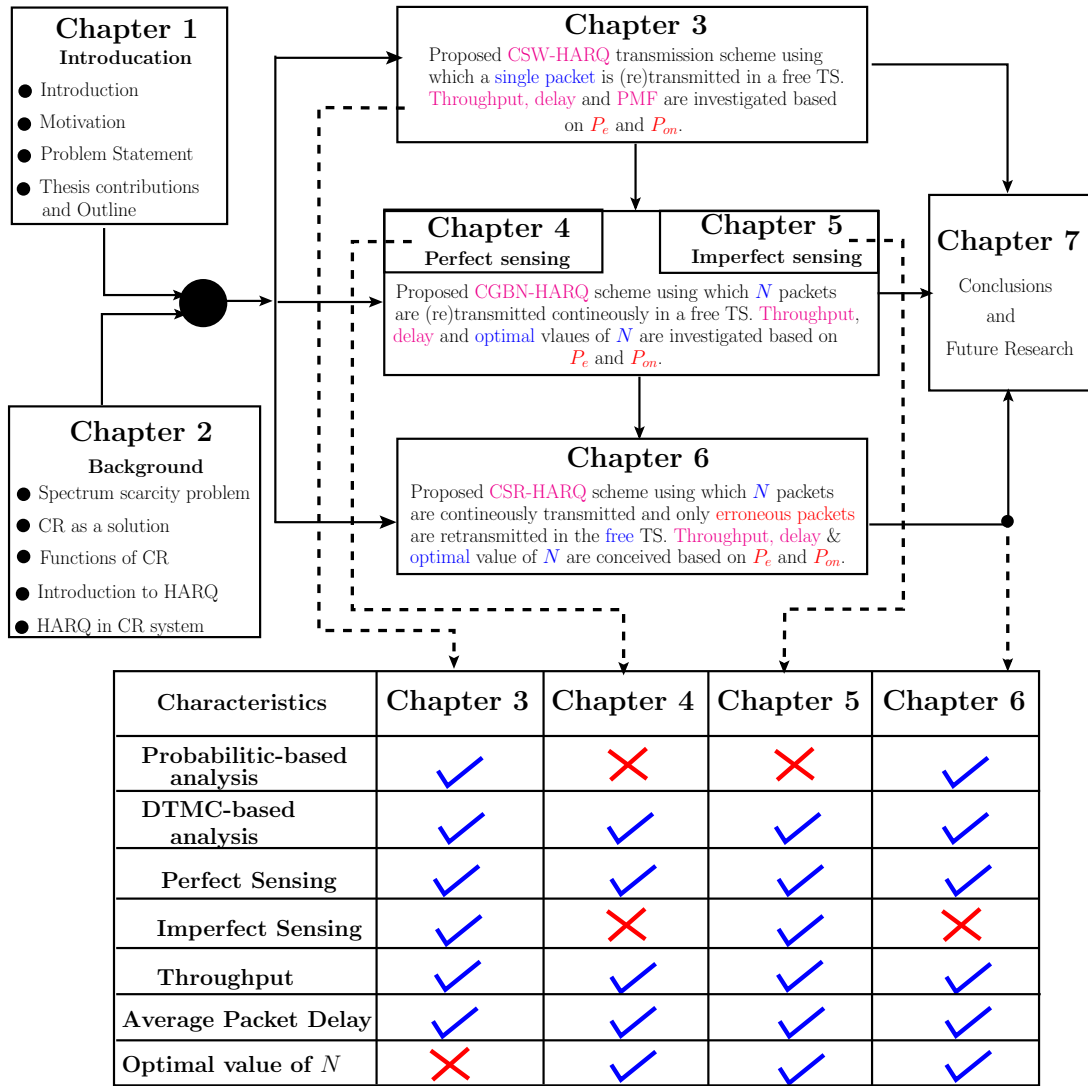 Chapter 1
Introducation
Introduction
Motivation
Problem Statement
Thesis contributions
and Outline
Chapter 2
Background
Spectrum scarcity problem
CR as a solution
Functions of CR
Introduction to HARQ
HARQ in CR system
Chapter 3
Proposed CSW-HARQ transmission scheme using
which a single packet is (re)transmitted in a free TS.
Throughput, delay and PMF are investigated based
on P_e and P_on.
Chapter 4
Perfect sensing
Chapter 5
Imperfect sensing
Proposed CGBN-HARQ scheme using which N packets
are (re)transmitted contineously in a free TS. Throughput,
delay and optimal vlaues of N are investigated based on
P_e and P_on.
Chapter 6
Proposed CSR-HARQ scheme using which N packets
are contineously transmitted and only erroneous packets
are retransmitted in the free TS. Throughput, delay &
optimal value of N are conceived based on P_e and P_on.
Chapter 7
Conclusions
and
Future Research
Characteristics Chapter 3 Chapter 4 Chapter 5 Chapter 6
Probabilitic-based
analysis
DTMC-based
analysis
Perfect Sensing
Imperfect Sensing
Throughput
Average Packet Delay
Optimal value of N